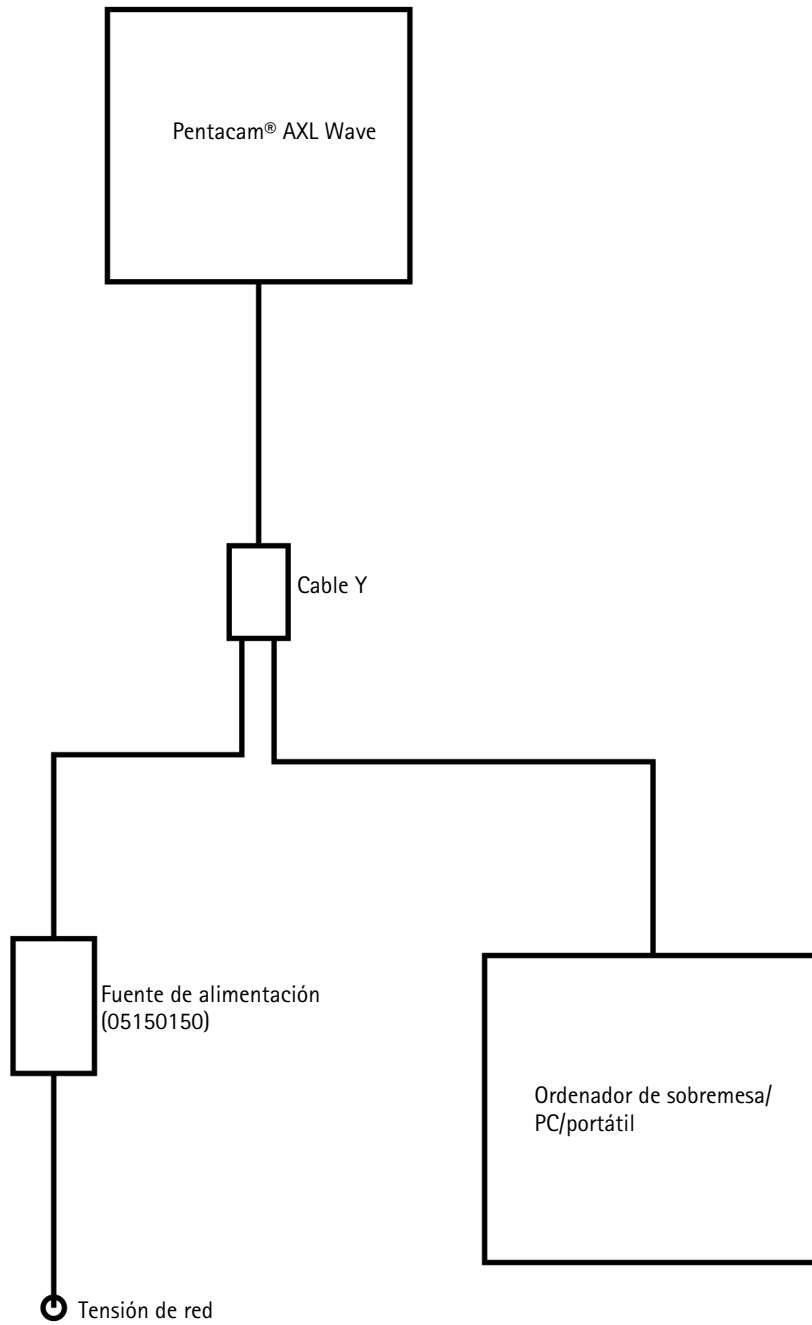 Pentacam® AXL Wave
Cable Y
Fuente de alimentación
(05150150)
Ordenador de sobremesa/
PC/portátil
Tensión de red